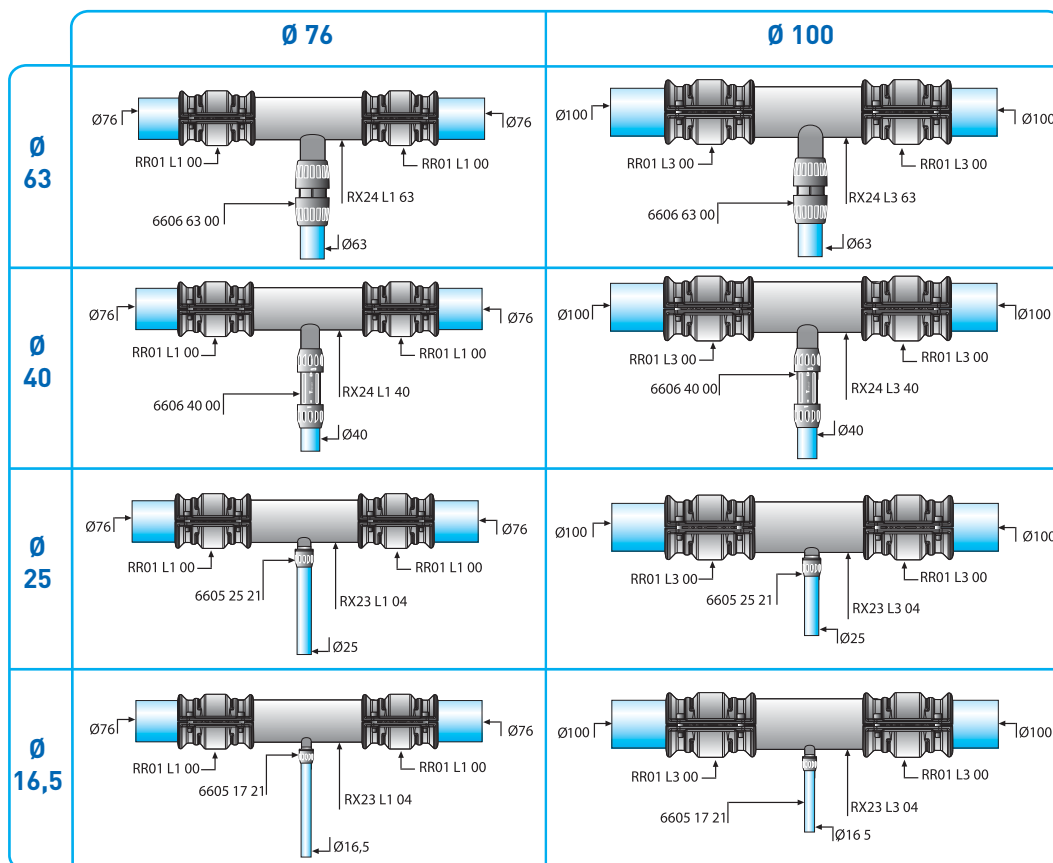 Ø 76
Ø 100
Ø
63
Ø76
Ø76
RR01 L1 00
RR01 L1 00
RX24 L1 63
6606 63 00
Ø63
Ø100
Ø100
RR01 L3 00
RR01 L3 00
RX24 L3 63
6606 63 00
Ø63
Ø
40
Ø76
Ø76
RR01 L1 00
RR01 L1 00
RX24 L1 40
6606 40 00
Ø40
Ø100
Ø100
RR01 L3 00
RR01 L3 00
RX24 L3 40
6606 40 00
Ø40
Ø
25
Ø76
Ø76
RR01 L1 00
RR01 L1 00
6605 25 21
RX23 L1 04
Ø25
Ø100
Ø100
RR01 L3 00
RR01 L3 00
6605 25 21
RX23 L3 04
Ø25
Ø
16,5
Ø76
Ø76
RR01 L1 00
RR01 L1 00
6605 17 21
RX23 L1 04
Ø16,5
Ø100
Ø100
RR01 L3 00
RR01 L3 00
RX23 L3 04
6605 17 21
Ø16 5